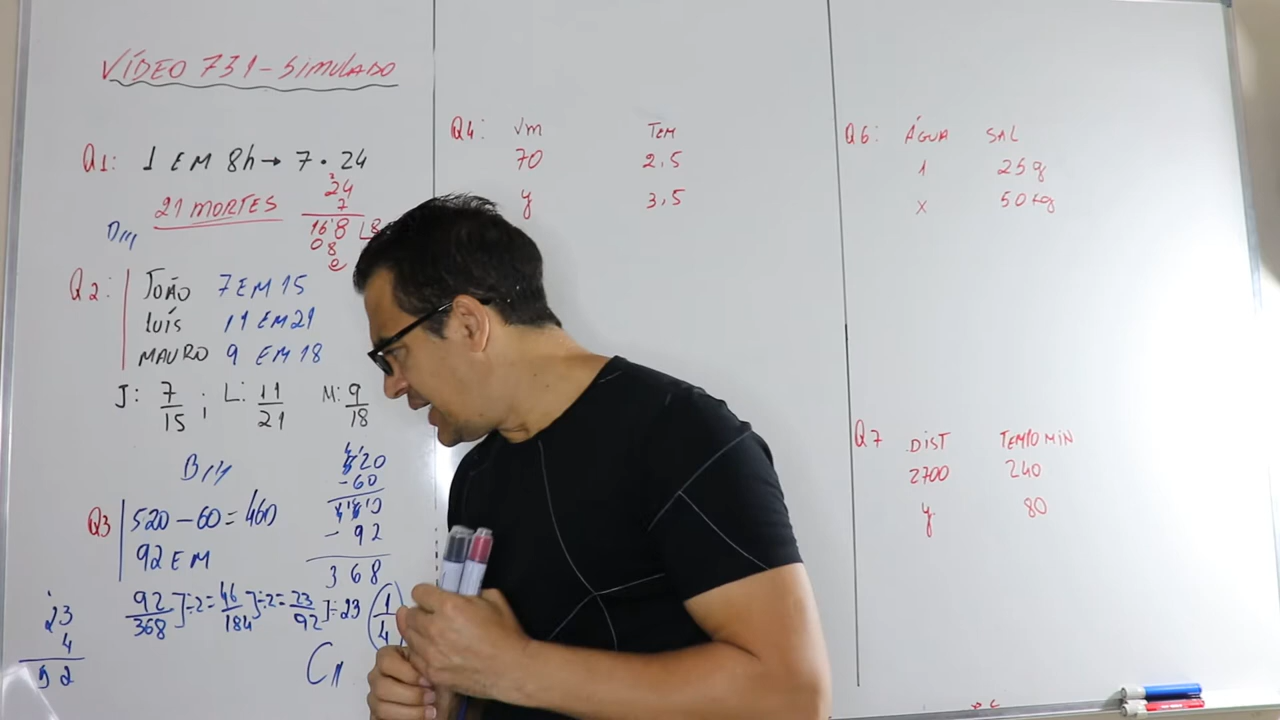 VÍDEO 731-SIMULADO
Q1: 1 EM 8h → 7 · 24
24
7
21 MORTES
168 L8
D//
08
0
Q2: JOÃO 7 EM 15
LUÍS 11 EM 21
MAURO 9 EM 18
J: 7/15 ; L: 11/21 M: 9/18
B//
520
-60
Q3 520 - 60 = 460
460
- 92
92 EM
368
92/368 ]÷2= 46/184 ]÷2= 23/92 ]÷23 1/4
23
4
92
C//
Q4: Vm TEM
70 2,5
y 3,5
Q6: ÁGUA SAL
1 25g
x 50kg
Q7 DIST TEMPO MIN
2700 240
y 80